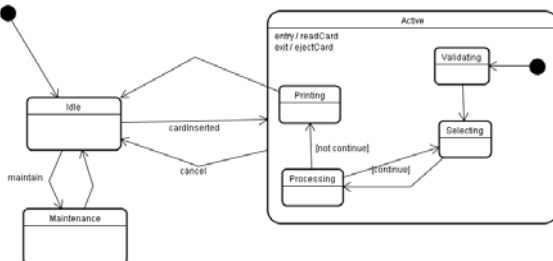 Active
entry / readCard
exit / ejectCard
Validating
Printing
Idle
cardInserted
Selecting
[not continue]
cancel
[continue]
maintain
Processing
Maintenance